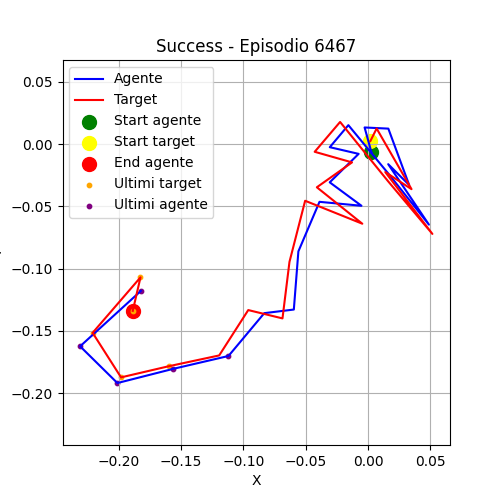 Success - Episodio 6467
Agente
Target
Start agente
Start target
End agente
Ultimi target
Ultimi agente
0.05
0.00
−0.05
−0.10
−0.15
−0.20
−0.20
−0.15
−0.10
−0.05
0.00
0.05
X